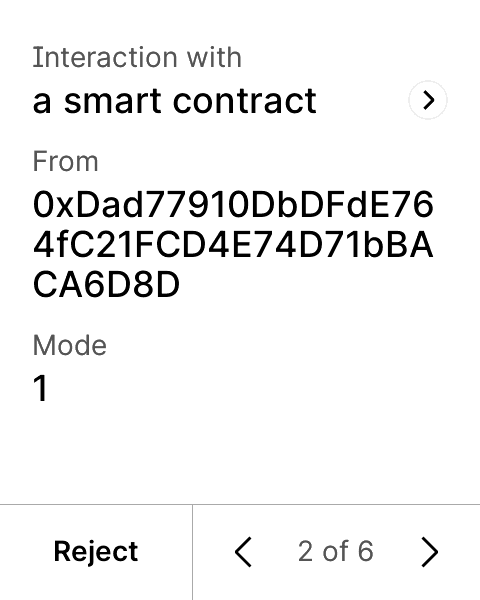 Interaction with
a smart contract
From
0xDad77910DbDFdE76
4fC21FCD4E74D71bBA
CA6D8D
Mode
1
Reject
2 of 6